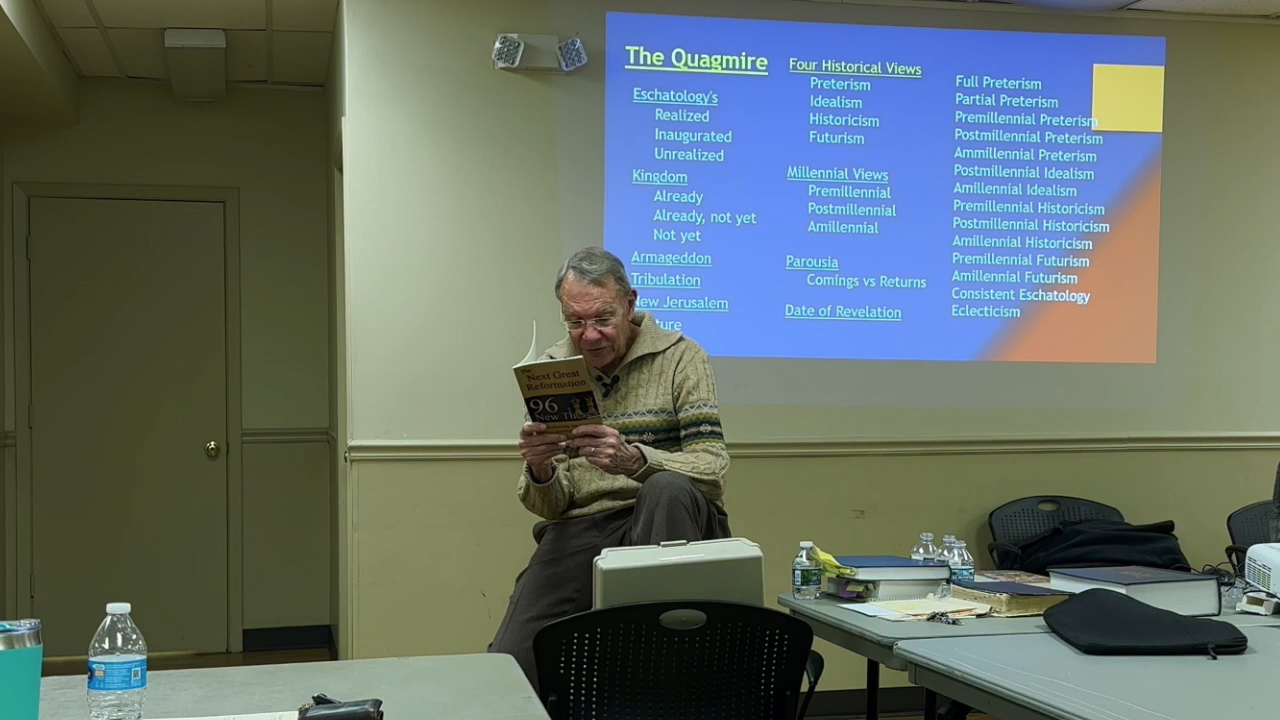 The Quagmire
Eschatology's
Realized
Inaugurated
Unrealized
Kingdom
Already
Already, not yet
Not yet
Armageddon
Tribulation
New Jerusalem
Four Historical Views
Preterism
Idealism
Historicism
Futurism
Millennial Views
Premillennial
Postmillennial
Amillennial
Parousia
Comings vs Returns
Date of Revelation
Full Preterism
Partial Preterism
Premillennial Preterism
Postmillennial Preterism
Ammillennial Preterism
Postmillennial Idealism
Amillennial Idealism
Premillennial Historicism
Postmillennial Historicism
Amillennial Historicism
Premillennial Futurism
Amillennial Futurism
Consistent Eschatology
Eclecticism
The
Next Great
Reformation
96
New